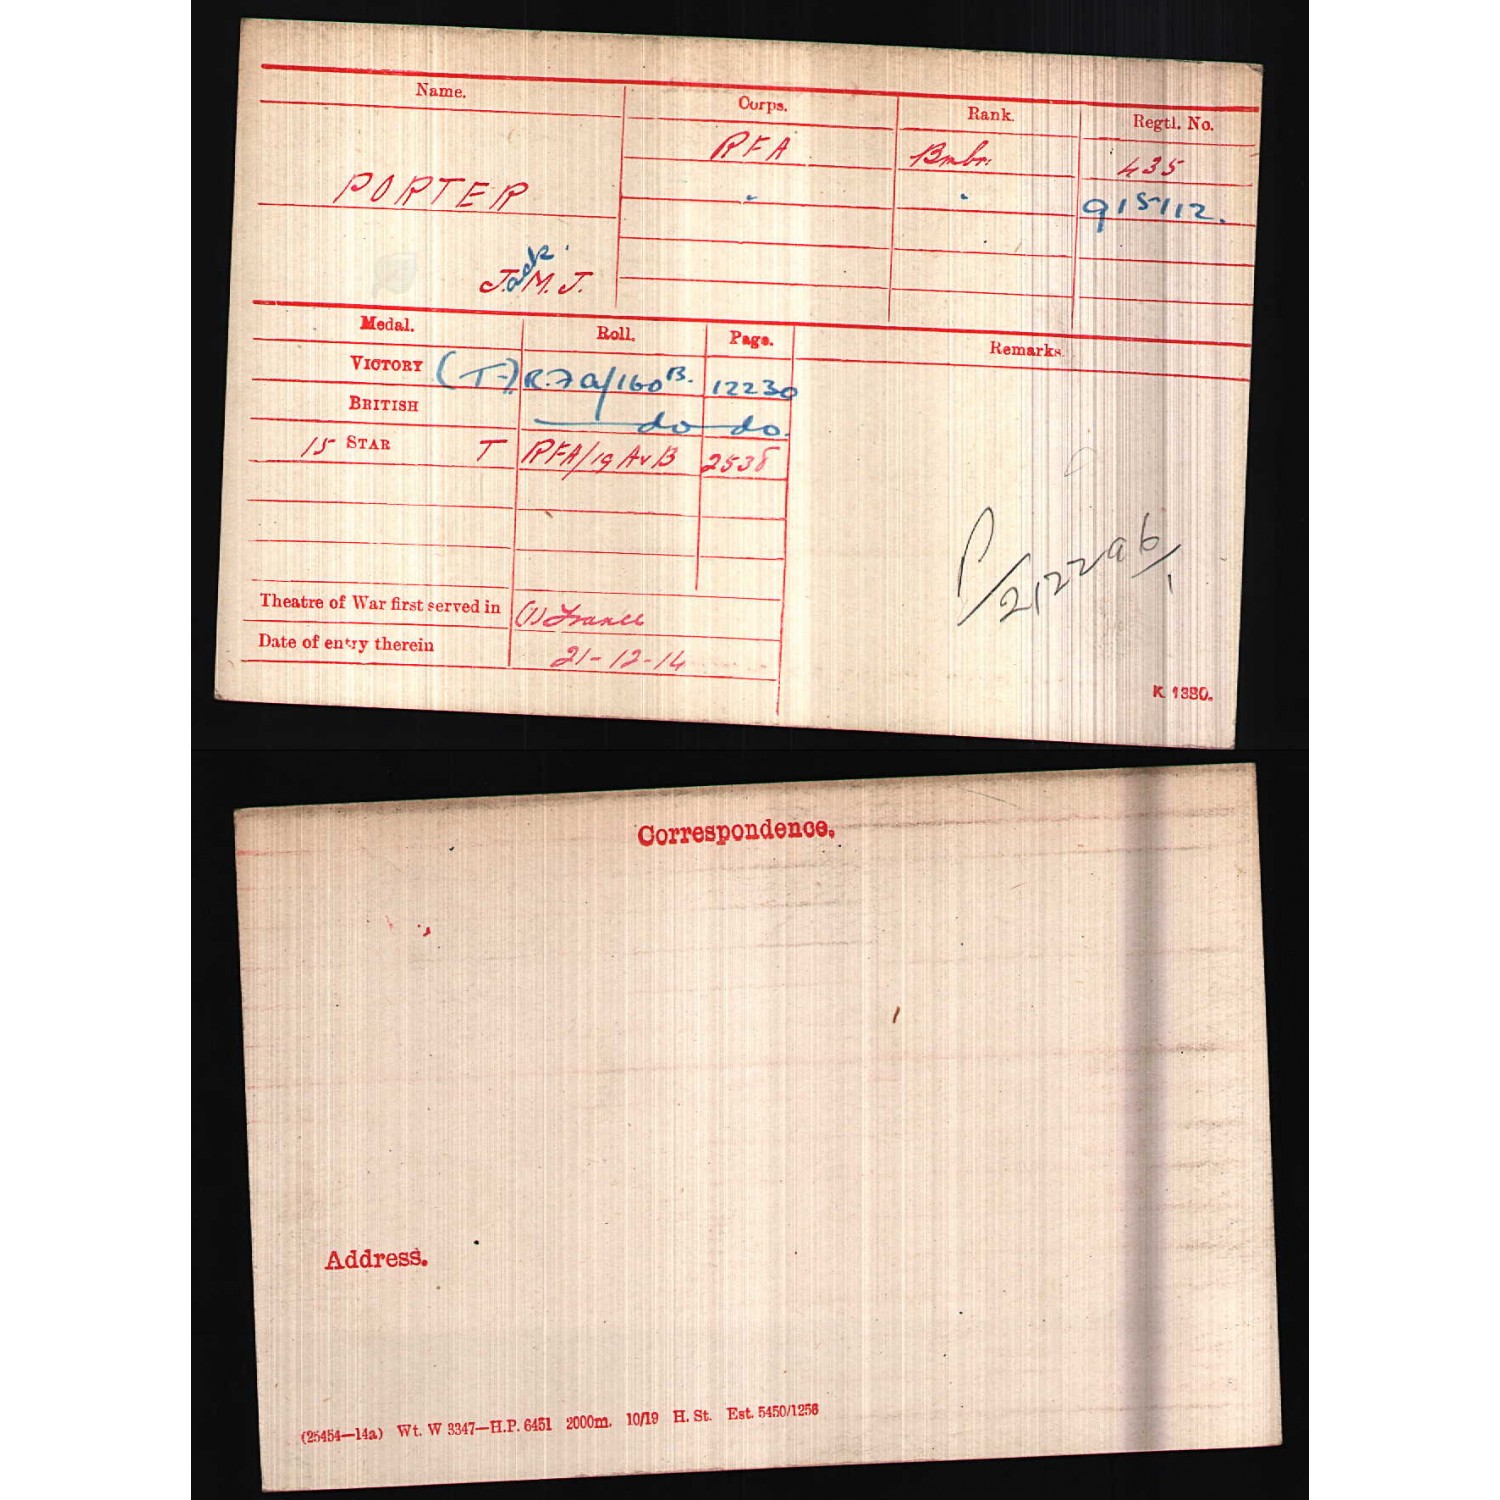 Name. Corps. Rank. Regtl. No.
RFA Bmbr. 435
PORTER " " 915112.
Jack
J. M. J.
Medal. Roll. Page. Remarks.
VICTORY (T.) R.F.A/160B. 12230
BRITISH do do.
15 STAR T RFA/19AvB 2538
P/212296/1
Theatre of War first served in (1) France
Date of entry therein 21-12-14
K 1380.
Correspondence.
Address.
(25454—14a) Wt. W 3347—H.P. 6451 2000m. 10/19 H. St. Est. 5450/1256